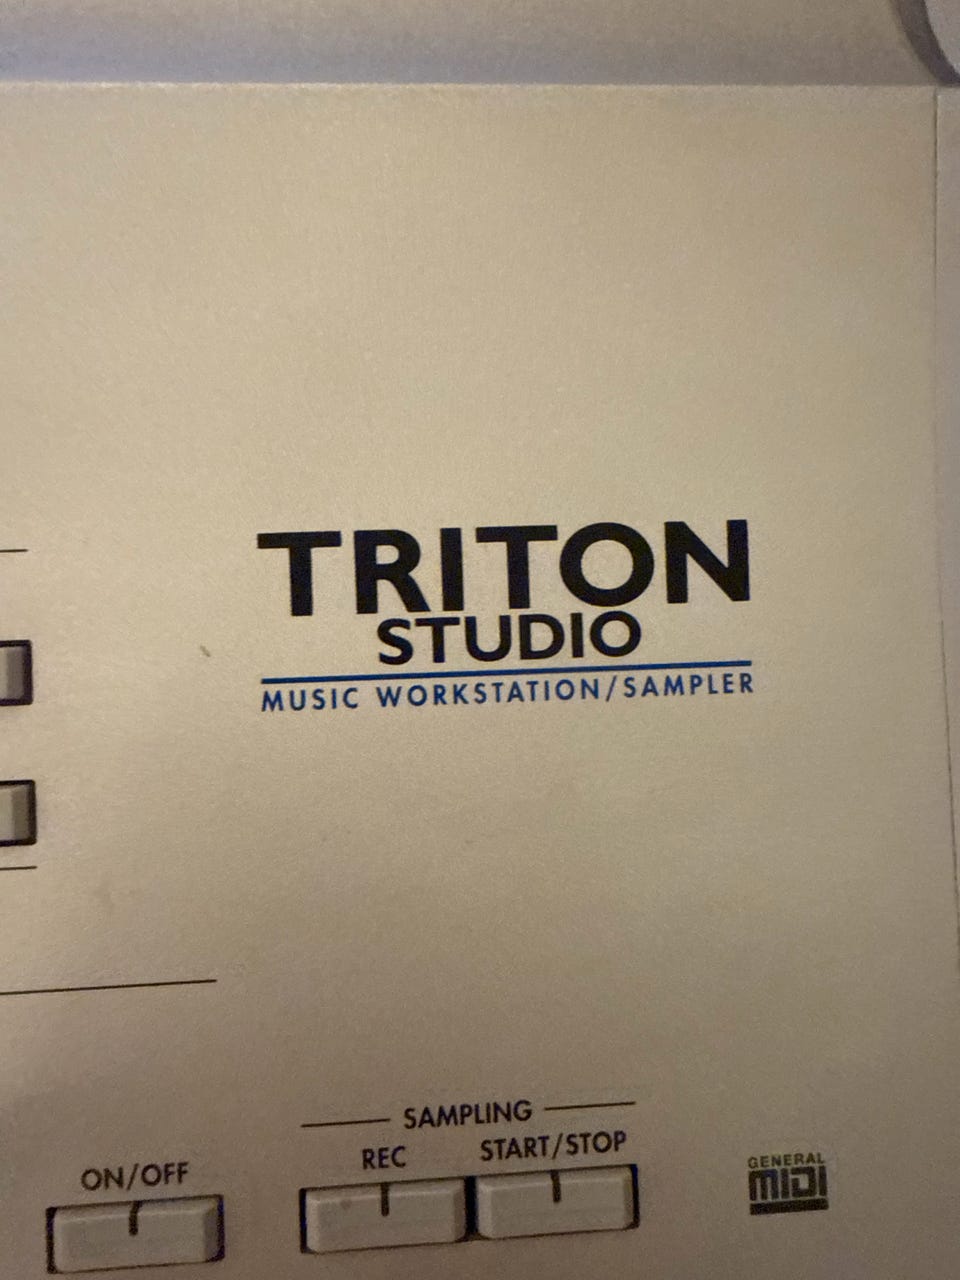 TRITON
STUDIO
MUSIC WORKSTATION/SAMPLER
SAMPLING
ON/OFF
REC
START/STOP
GENERAL
MIDI